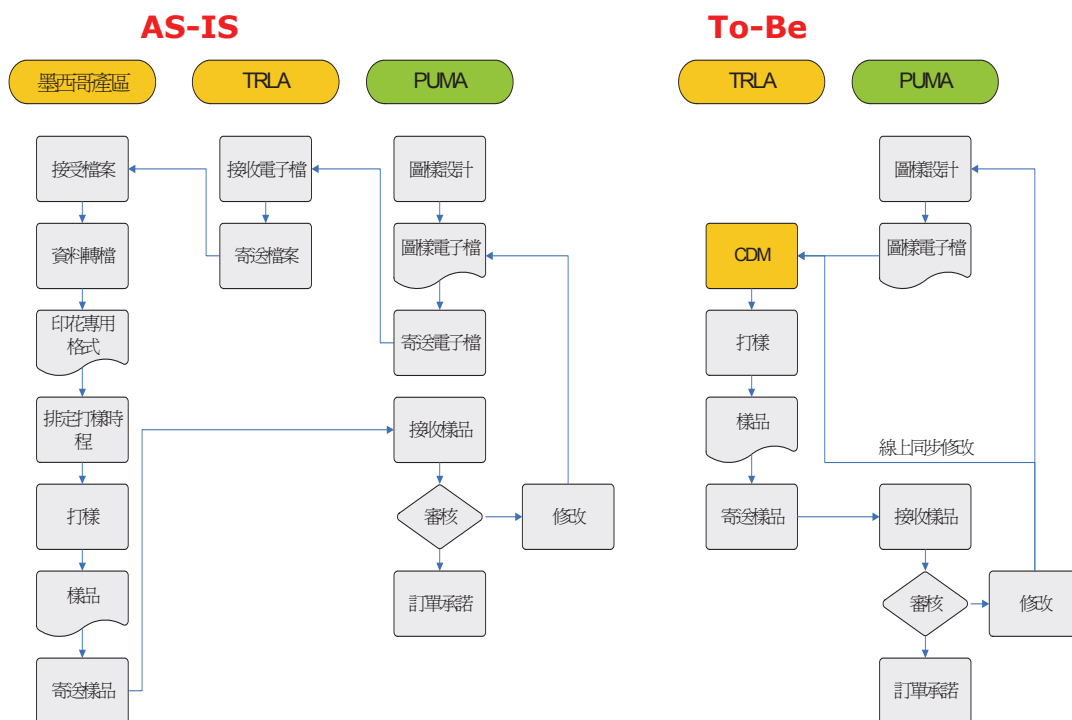 AS-IS
To-Be
墨西哥產區
TRLA
PUMA
TRLA
PUMA
接受檔案
接收電子檔
圖樣設計
圖樣設計
資料轉檔
寄送檔案
圖樣電子檔
CDM
圖樣電子檔
印花專用
格式
寄送電子檔
打樣
排定打樣時
程
接收樣品
樣品
線上同步修改
打樣
審核
修改
寄送樣品
接收樣品
樣品
訂單承諾
審核
修改
寄送樣品
訂單承諾